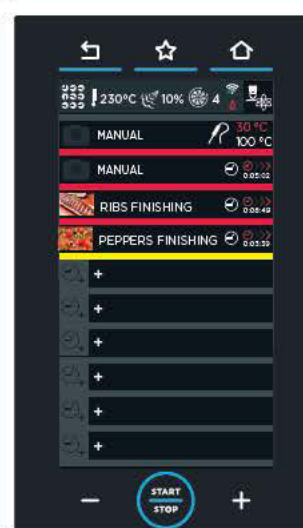 230°C 10% 4
MANUAL 30 °C
100 °C
MANUAL 0:05:02
RIBS FINISHING 0:05:49
PEPPERS FINISHING 0:03:39
+
+
+
+
+
+
− START +
STOP